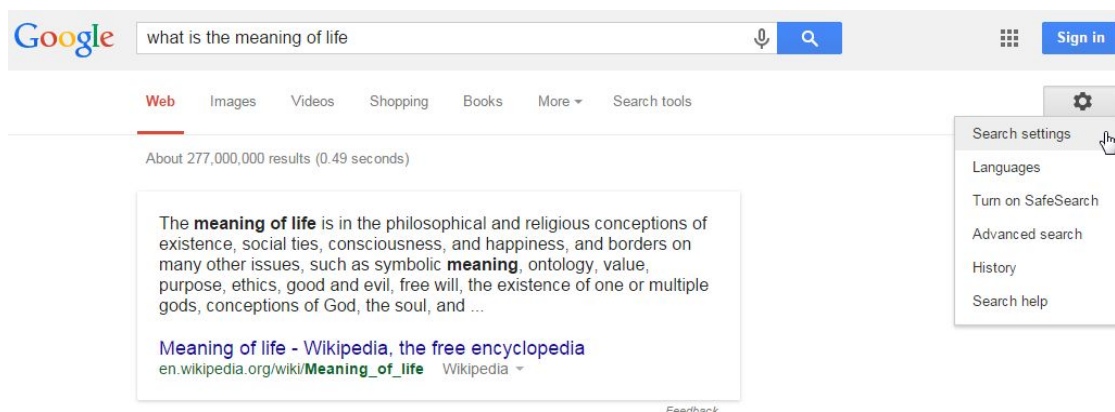 Google what is the meaning of life Sign in
Web Images Videos Shopping Books More Search tools
Search settings
Languages
Turn on SafeSearch
Advanced search
History
Search help
About 277,000,000 results (0.49 seconds)
The meaning of life is in the philosophical and religious conceptions of
existence, social ties, consciousness, and happiness, and borders on
many other issues, such as symbolic meaning, ontology, value,
purpose, ethics, good and evil, free will, the existence of one or multiple
gods, conceptions of God, the soul, and ...
Meaning of life - Wikipedia, the free encyclopedia
en.wikipedia.org/wiki/Meaning_of_life Wikipedia
Feedback